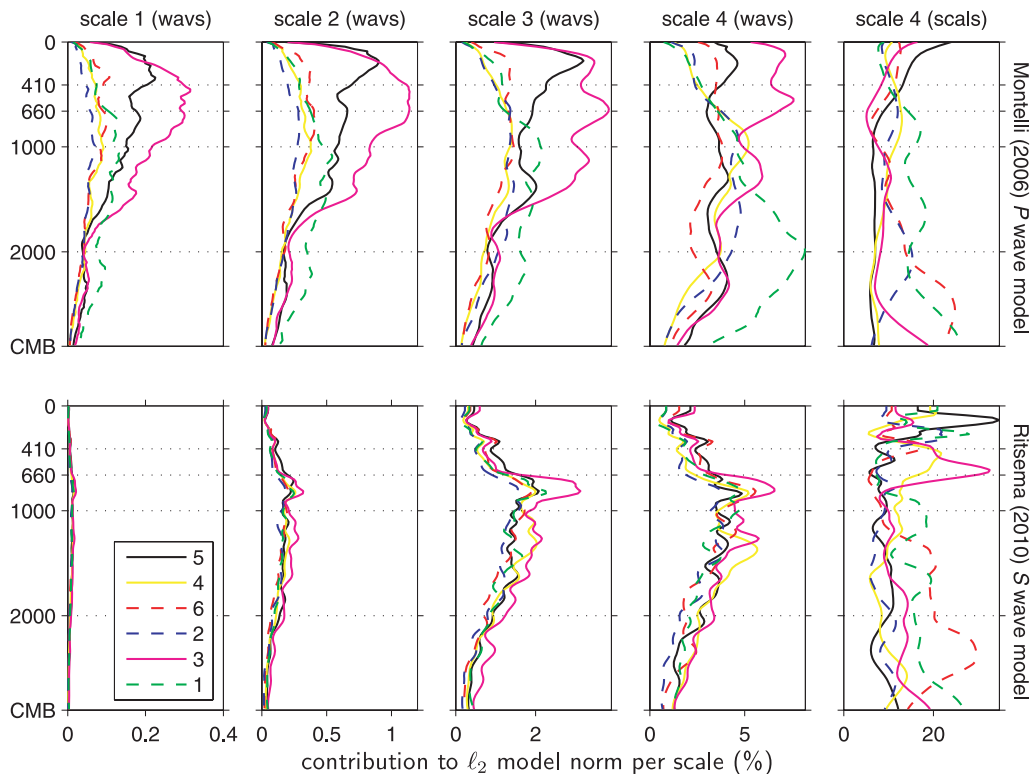 scale 1 (wavs)
scale 2 (wavs)
scale 3 (wavs)
scale 4 (wavs)
scale 4 (scals)
0
410
660
1000
2000
CMB
Montelli (2006) P wave model
0
410
660
1000
2000
CMB
Ritsema (2010) S wave model
5
4
6
2
3
1
0 0.2 0.4
0 1
0 2
0 5
0 20
contribution to ℓ2 model norm per scale (%)